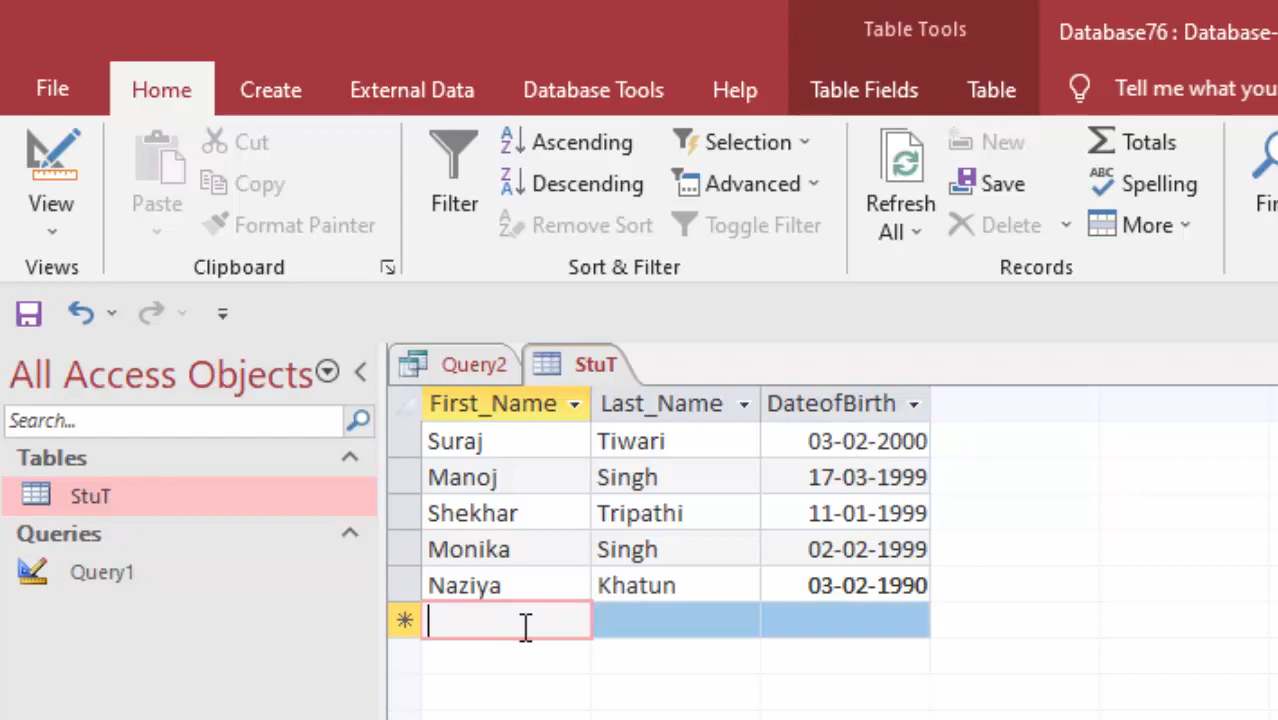 Table Tools
Database76 : Database-
File Home Create External Data Database Tools Help Table Fields Table Tell me what you
View
Views
Paste
Cut
Copy
Format Painter
Clipboard
Filter
Ascending
Descending
Remove Sort
Selection
Advanced
Toggle Filter
Sort & Filter
Refresh
All
New
Save
Delete
Totals
Spelling
More
Records
Fin
All Access Objects
Search...
Tables
StuT
Queries
Query1
Query2 StuT
First_Name Last_Name DateofBirth
Suraj Tiwari 03-02-2000
Manoj Singh 17-03-1999
Shekhar Tripathi 11-01-1999
Monika Singh 02-02-1999
Naziya Khatun 03-02-1990